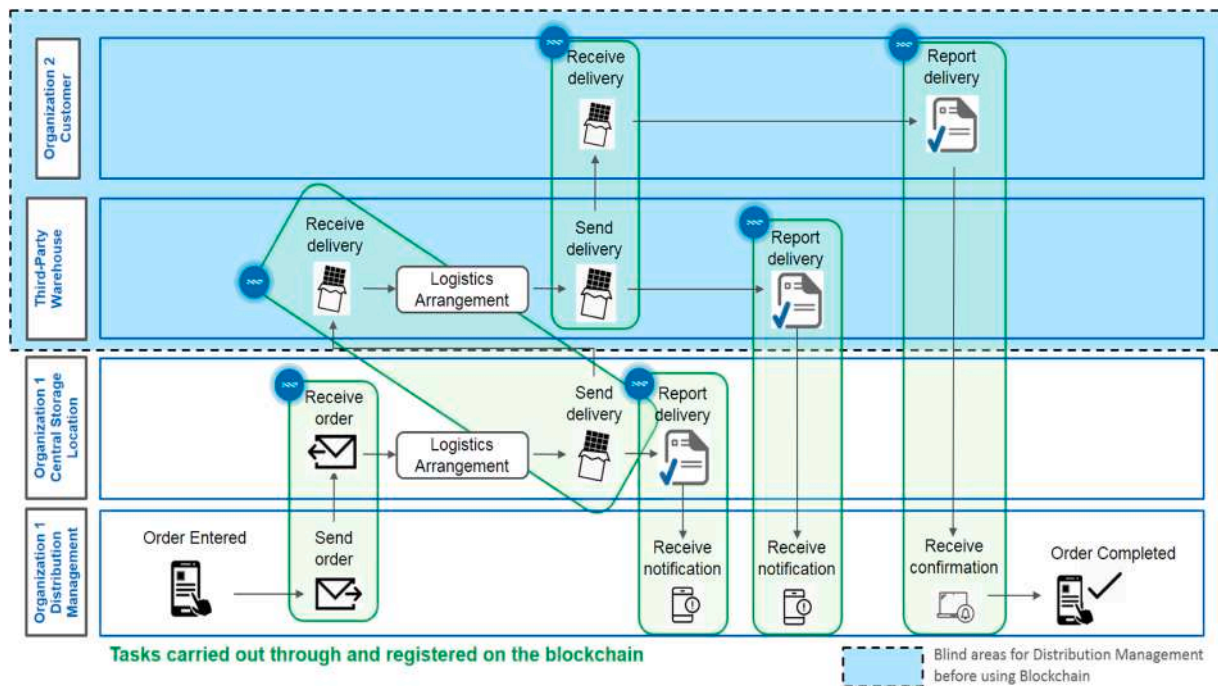 Organization 2
Customer
Receive
delivery
Report
delivery
Third-Party
Warehouse
Receive
delivery
Logistics
Arrangement
Send
delivery
Report
delivery
Organization 1
Central Storage
Location
Receive
order
Logistics
Arrangement
Send
delivery
Report
delivery
Organization 1
Distribution
Management
Order Entered
Send
order
Receive
notification
Receive
notification
Receive
confirmation
Order Completed
Tasks carried out through and registered on the blockchain
Blind areas for Distribution Management
before using Blockchain